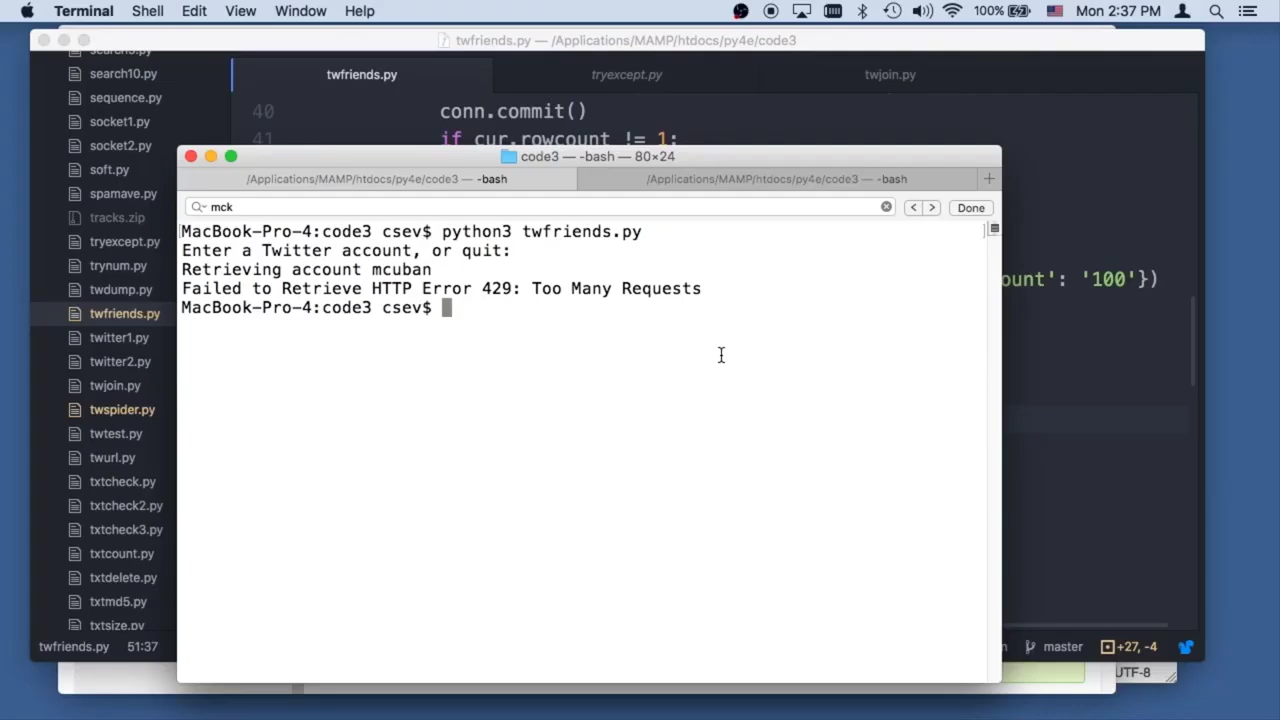 Terminal Shell Edit View Window Help 100% Mon 2:37 PM
twfriends.py — /Applications/MAMP/htdocs/py4e/code3
search10.py
sequence.py
socket1.py
socket2.py
soft.py
spamave.py
tracks.zip
tryexcept.py
trynum.py
twdump.py
twfriends.py
twitter1.py
twitter2.py
twjoin.py
twspider.py
twtest.py
twurl.py
txtcheck.py
txtcheck2.py
txtcheck3.py
txtcount.py
txtdelete.py
txtmd5.py
txtsize.py
twfriends.py tryexcept.py twjoin.py
40 conn.commit()
41 if cur.rowcount != 1:
ount': '100'})
code3 — -bash — 80×24
/Applications/MAMP/htdocs/py4e/code3 — -bash /Applications/MAMP/htdocs/py4e/code3 — -bash +
mck < > Done
MacBook-Pro-4:code3 csev$ python3 twfriends.py
Enter a Twitter account, or quit:
Retrieving account mcuban
Failed to Retrieve HTTP Error 429: Too Many Requests
MacBook-Pro-4:code3 csev$
twfriends.py 51:37 master +27, -4
UTF-8